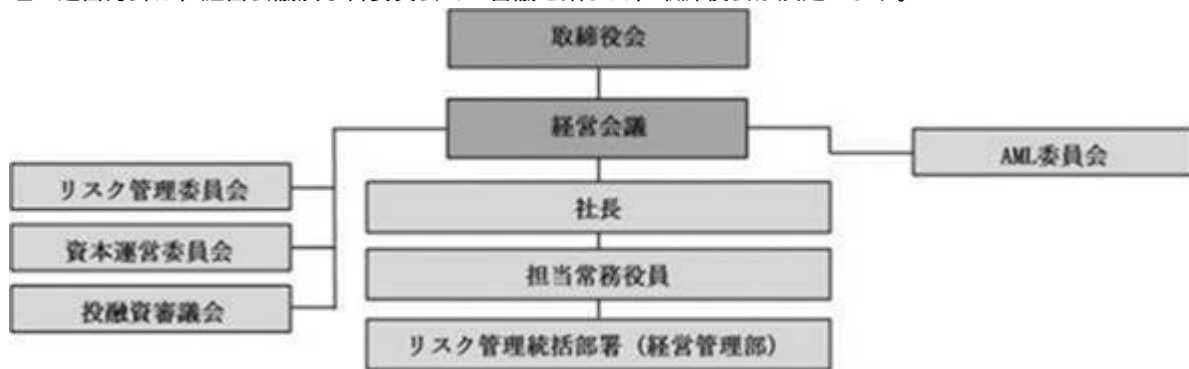 取締役会
経営会議
AML委員会
リスク管理委員会
資本運営委員会
投融資審議会
社長
担当常務役員
リスク管理統括部署（経営管理部）